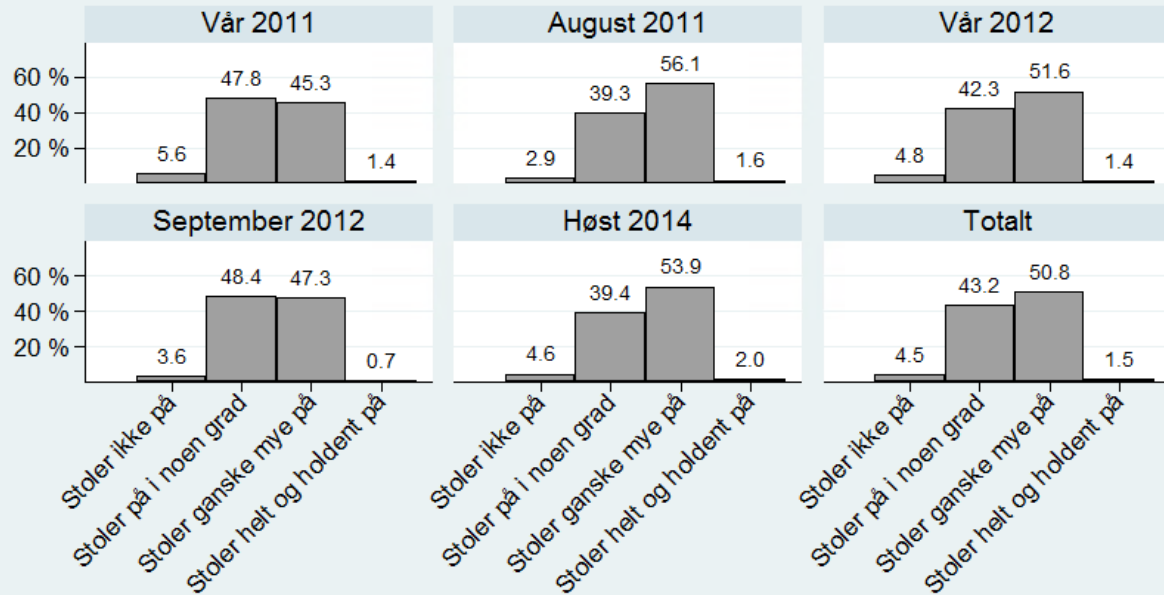 Vår 2011
August 2011
Vår 2012
60 %
40 %
20 %
5.6
47.8
45.3
1.4
2.9
39.3
56.1
1.6
4.8
42.3
51.6
1.4
September 2012
Høst 2014
Totalt
60 %
40 %
20 %
3.6
48.4
47.3
0.7
4.6
39.4
53.9
2.0
4.5
43.2
50.8
1.5
Stoler ikke på
Stoler på i noen grad
Stoler ganske mye på
Stoler helt og holdent på
Stoler ikke på
Stoler på i noen grad
Stoler ganske mye på
Stoler helt og holdent på
Stoler ikke på
Stoler på i noen grad
Stoler ganske mye på
Stoler helt og holdent på